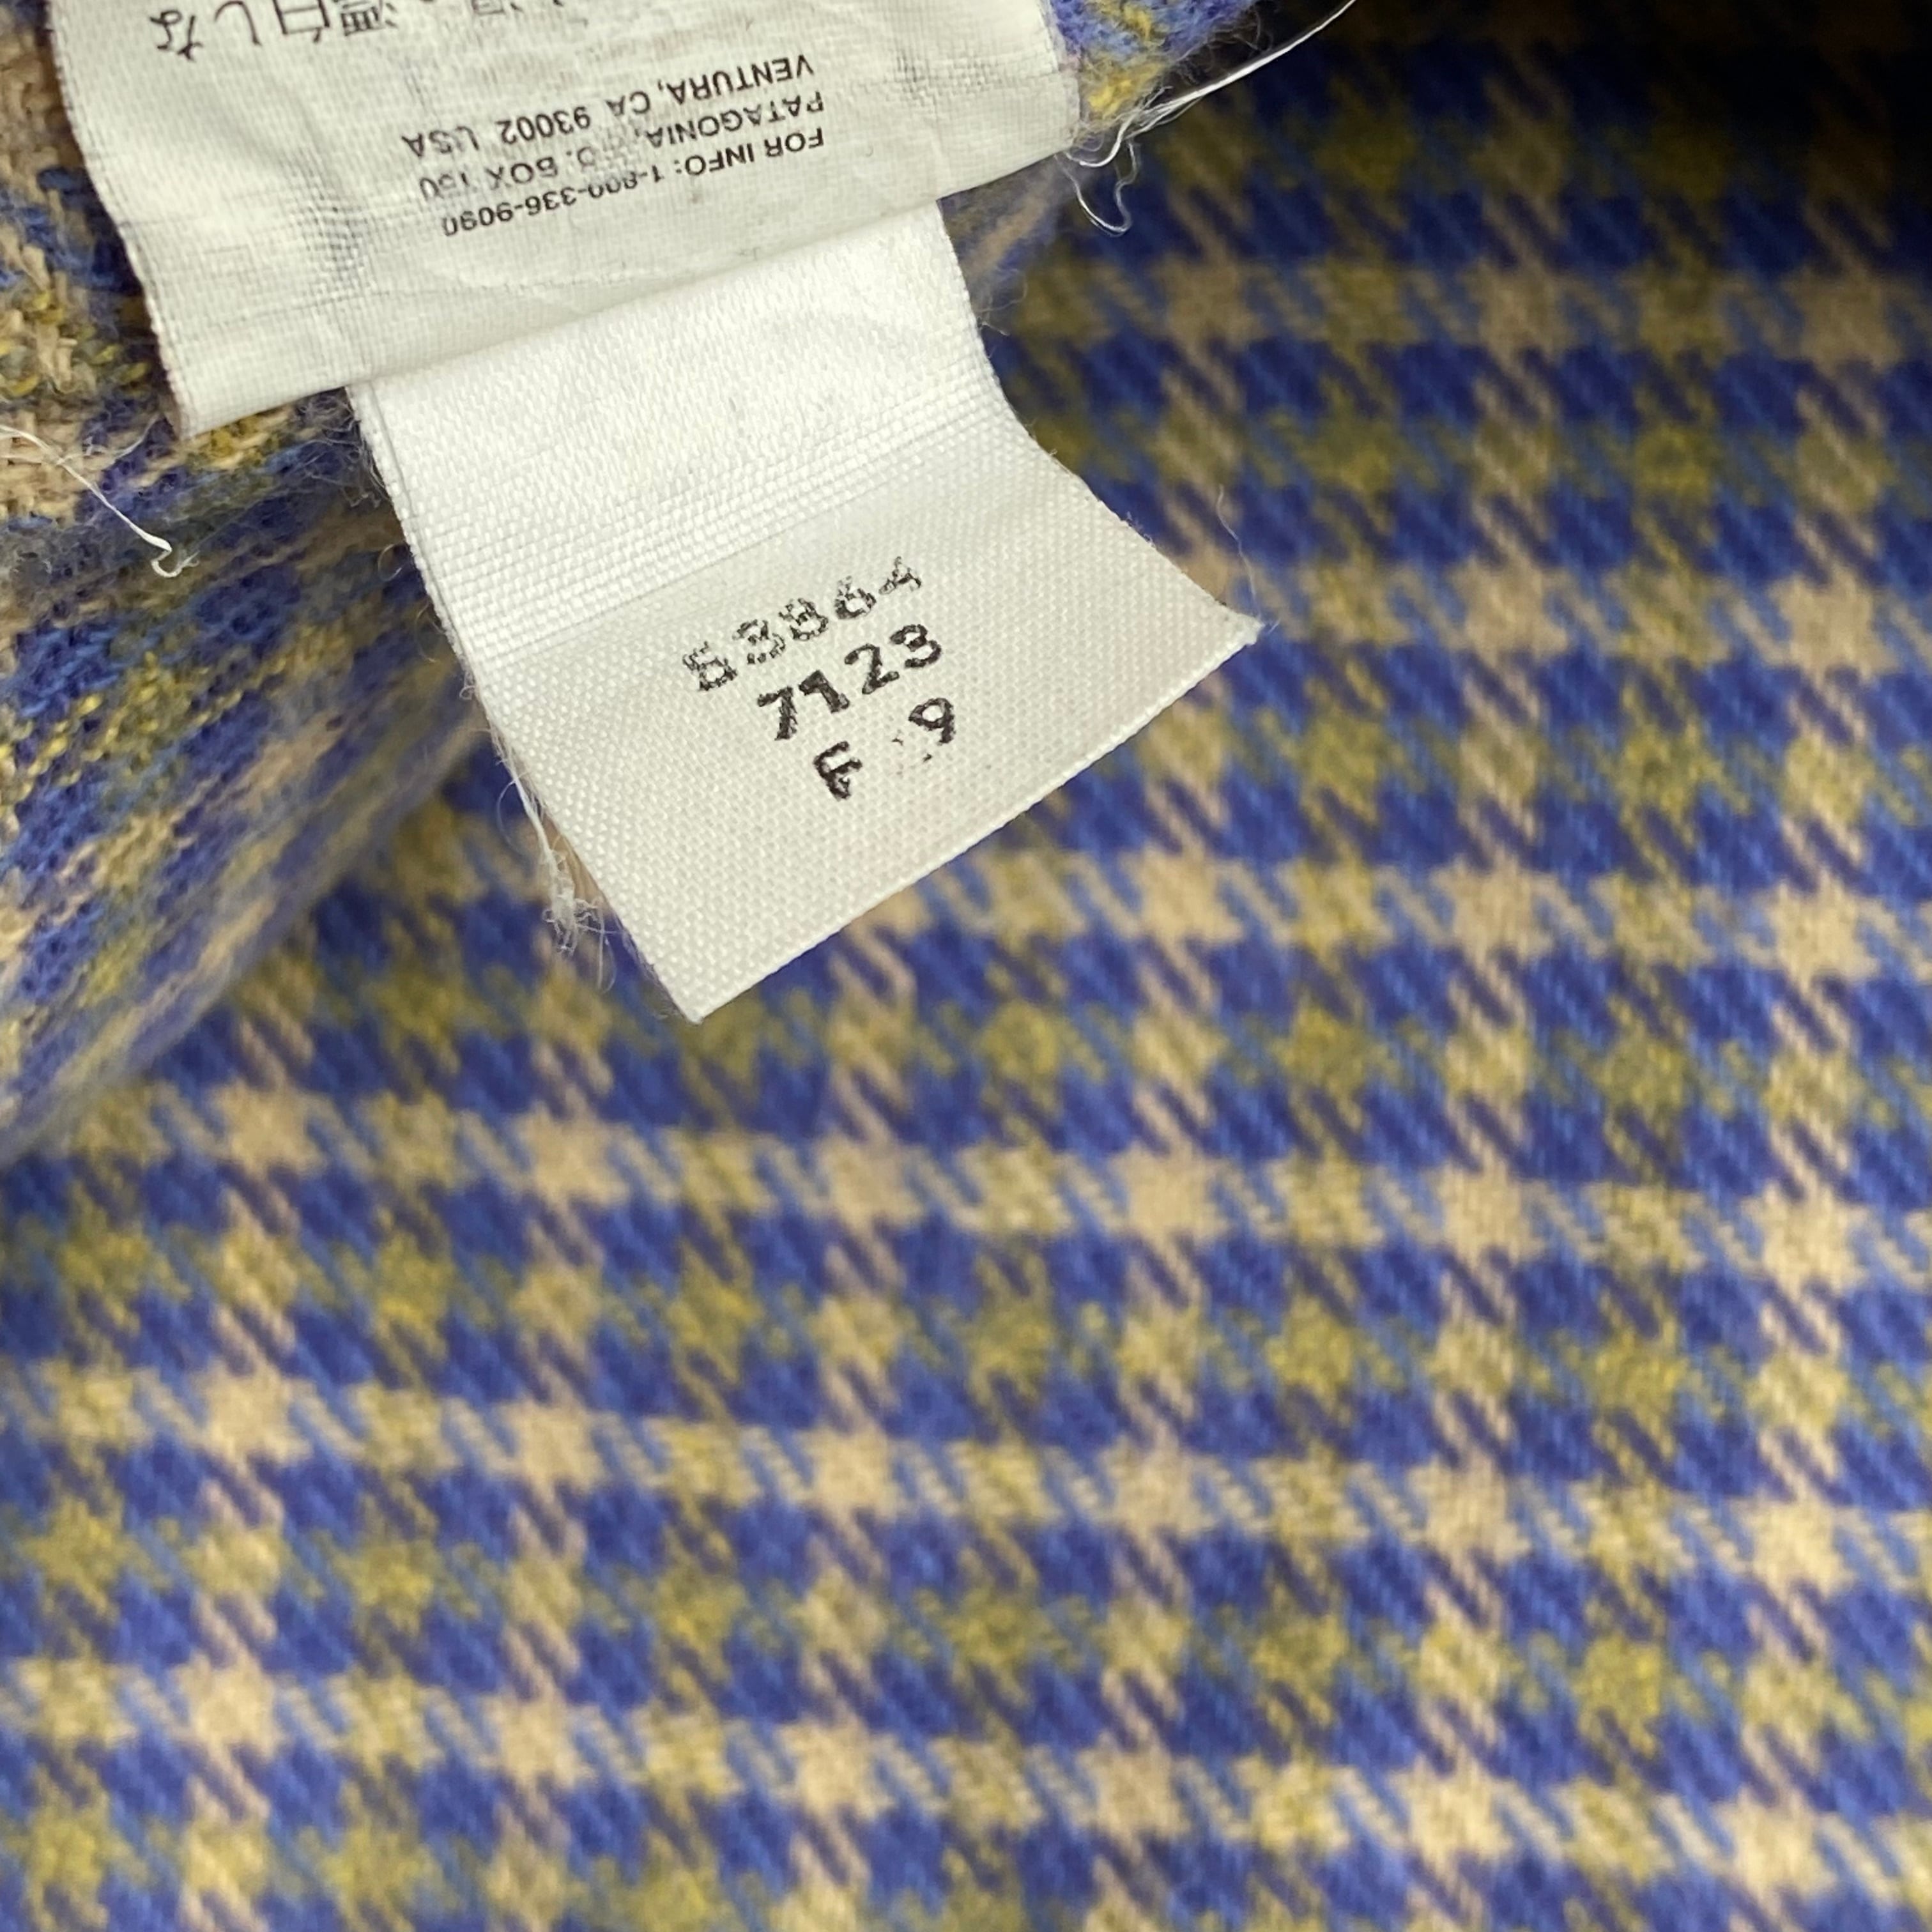 FOR INFO: 1-800-336-9090
PATAGONIA, P.O. BOX 150
VENTURA, CA 93002 USA
53864
7123
F 9